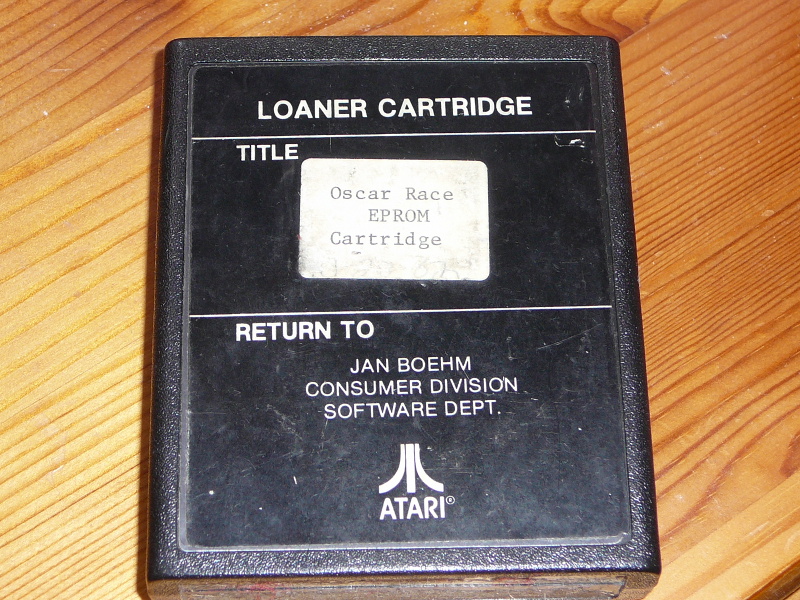 LOANER CARTRIDGE
TITLE
Oscar Race
EPROM
Cartridge
RETURN TO
JAN BOEHM
CONSUMER DIVISION
SOFTWARE DEPT.
ATARI®